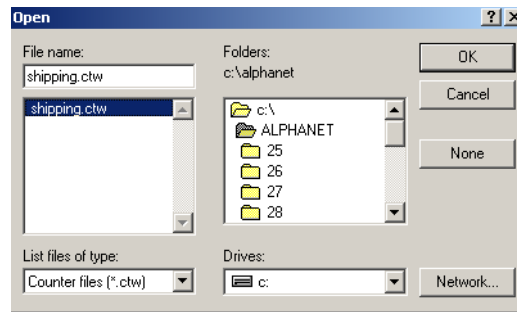 Open
File name:
shipping.ctw
shipping.ctw
List files of type:
Counter files (*.ctw)
Folders:
c:\alphanet
c:\
ALPHANET
25
26
27
28
Drives:
c:
OK
Cancel
None
Network...